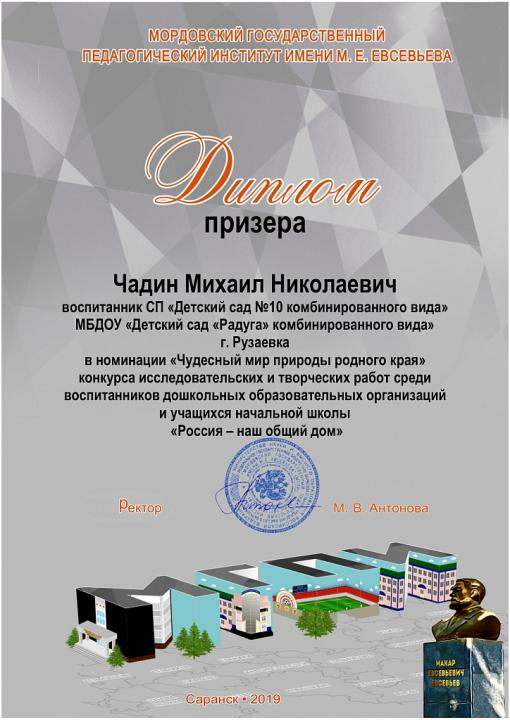 МОРДОВСКИЙ ГОСУДАРСТВЕННЫЙ
ПЕДАГОГИЧЕСКИЙ ИНСТИТУТ ИМЕНИ М. Е. ЕВСЕВЬЕВА
Диплом
призера
Чадин Михаил Николаевич
воспитанник СП «Детский сад №10 комбинированного вида»
МБДОУ «Детский сад «Радуга» комбинированного вида»
г. Рузаевка
в номинации «Чудесный мир природы родного края»
конкурса исследовательских и творческих работ среди
воспитанников дошкольных образовательных организаций
и учащихся начальной школы
«Россия – наш общий дом»
Ректор М. В. Антонова
МАКАР
ЕВСЕВЬЕВИЧ
ЕВСЕВЬЕВ
Саранск • 2019